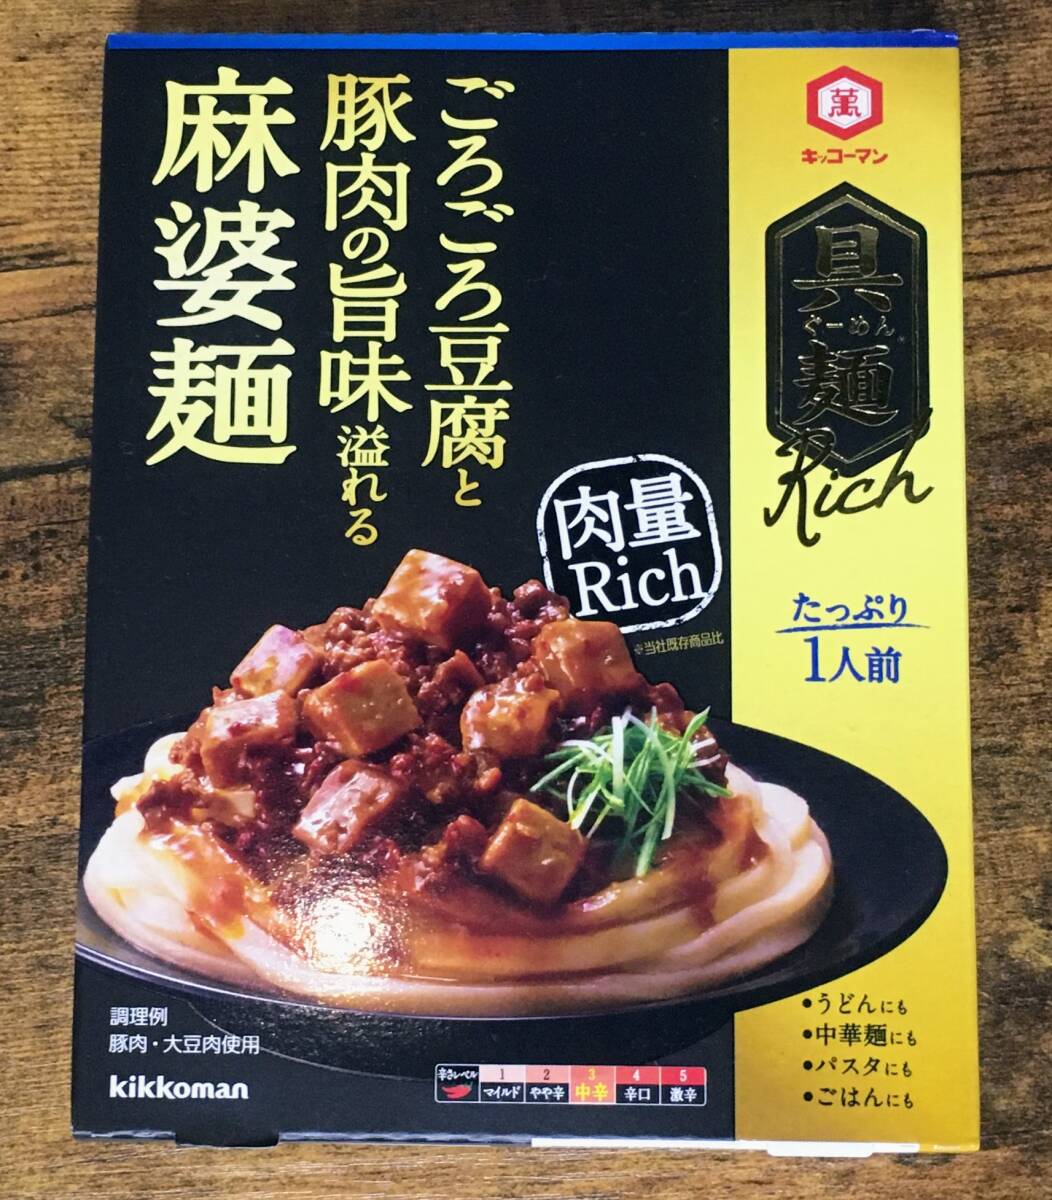 ごろごろ豆腐と
豚肉の旨味溢れる
麻婆麺
萬
キッコーマン
具麺
ぐーめん
Rich
肉量
Rich
※当社既存商品比
たっぷり
1人前
●うどんにも
●中華麺にも
●パスタにも
●ごはんにも
調理例
豚肉・大豆肉使用
kikkoman
辛さレベル
1 マイルド
2 やや辛
3 中辛
4 辛口
5 激辛